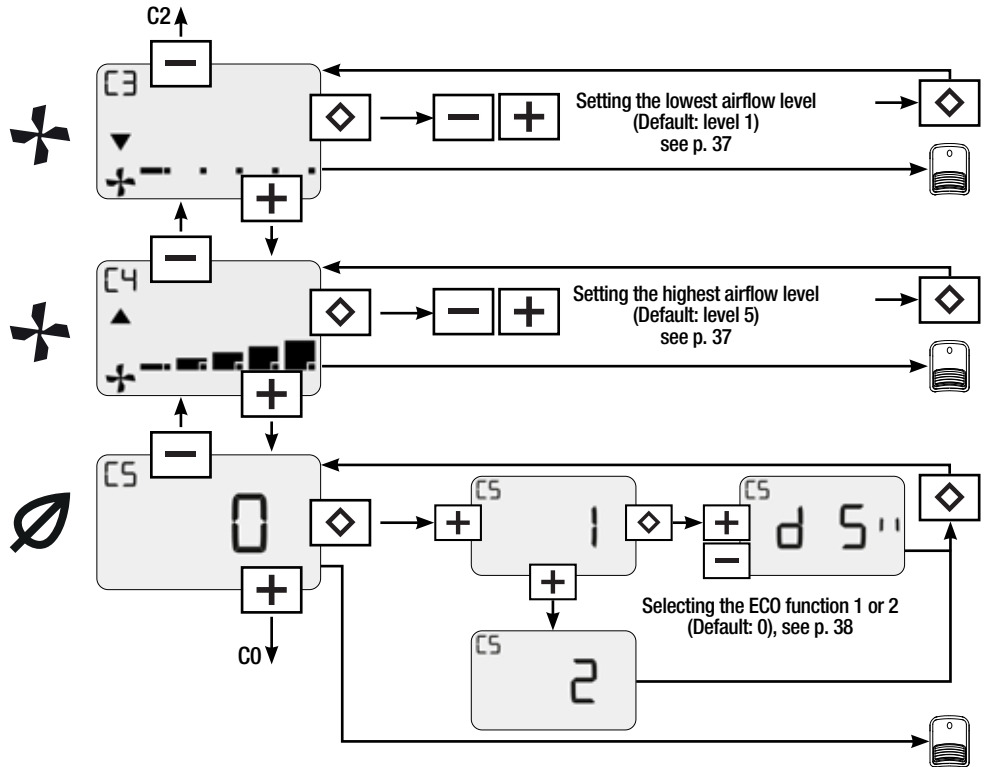 C2
C3
Setting the lowest airflow level
(Default: level 1)
see p. 37
C4
Setting the highest airflow level
(Default: level 5)
see p. 37
C5
0
C5
1
C5
d 5''
Selecting the ECO function 1 or 2
(Default: 0), see p. 38
C0
C5
2